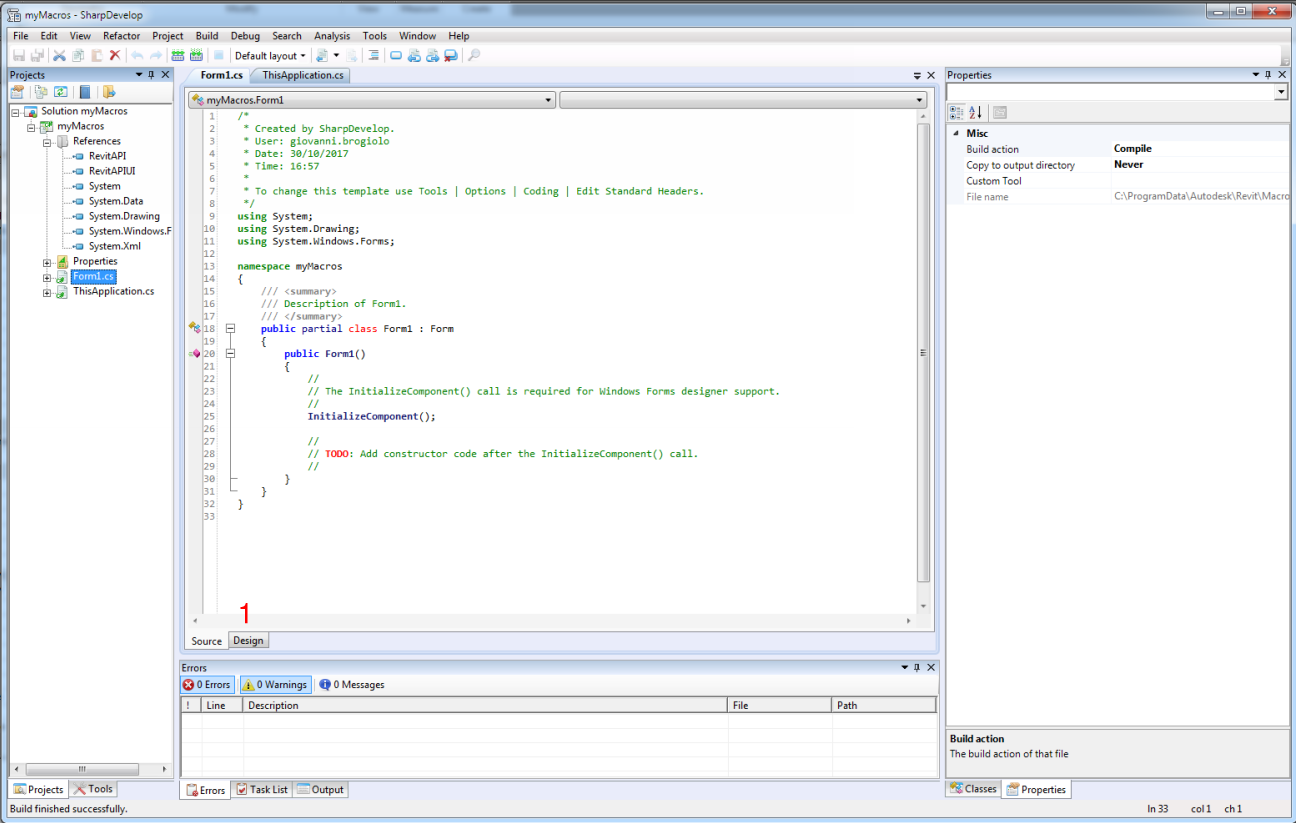 myMacros - SharpDevelop
File Edit View Refactor Project Build Debug Search Analysis Tools Window Help
Default layout
Projects
Solution myMacros
myMacros
References
RevitAPI
RevitAPIUI
System
System.Data
System.Drawing
System.Windows.F
System.Xml
Properties
Form1.cs
ThisApplication.cs
Projects Tools
Form1.cs ThisApplication.cs
myMacros.Form1
1 /*
2 * Created by SharpDevelop.
3 * User: giovanni.brogiolo
4 * Date: 30/10/2017
5 * Time: 16:57
6 *
7 * To change this template use Tools | Options | Coding | Edit Standard Headers.
8 */
9 using System;
10 using System.Drawing;
11 using System.Windows.Forms;
12
13 namespace myMacros
14 {
15 /// <summary>
16 /// Description of Form1.
17 /// </summary>
18 public partial class Form1 : Form
19 {
20 public Form1()
21 {
22 //
23 // The InitializeComponent() call is required for Windows Forms designer support.
24 //
25 InitializeComponent();
26
27 //
28 // TODO: Add constructor code after the InitializeComponent() call.
29 //
30 }
31 }
32 }
33
1
Source Design
Errors
0 Errors 0 Warnings 0 Messages
! Line Description File Path
Errors Task List Output
Properties
Misc
Build action Compile
Copy to output directory Never
Custom Tool
File name C:\ProgramData\Autodesk\Revit\Macro
Build action
The build action of that file
Classes Properties
Build finished successfully.
ln 33 col 1 ch 1